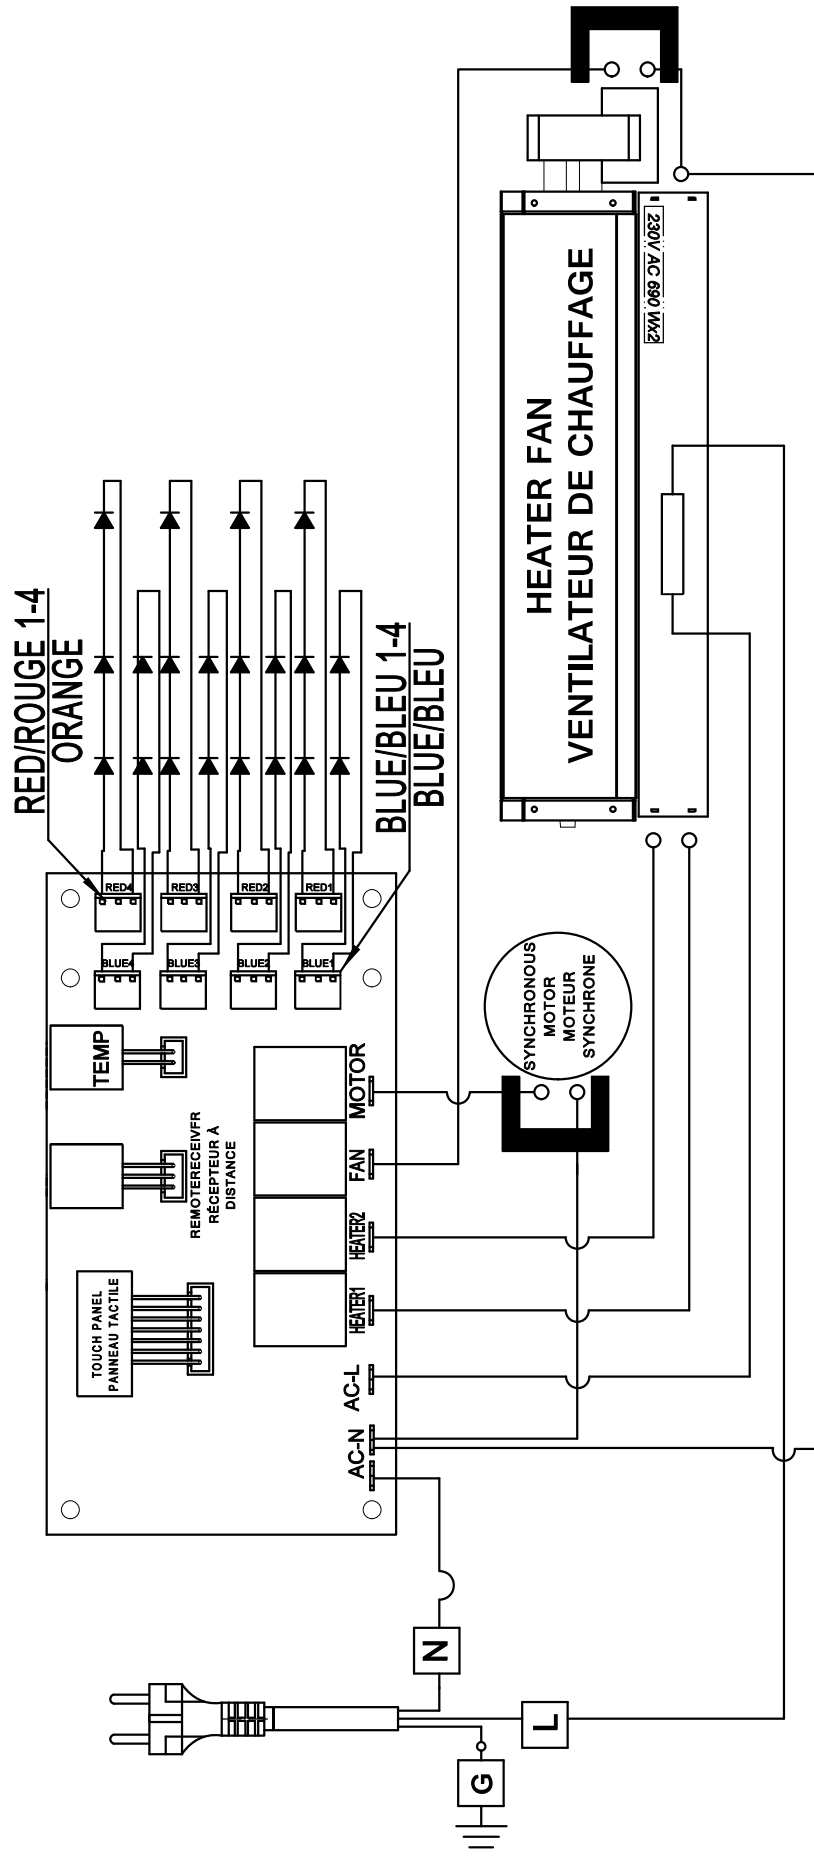 RED/ROUGE 1-4
ORANGE
BLUE/BLEU 1-4
BLUE/BLEU
HEATER FAN
VENTILATEUR DE CHAUFFAGE
230V AC 690 Wx2
RED4
RED3
RED2
RED1
BLUE4
BLUE3
BLUE2
BLUE1
TEMP
REMOTERECEIVFR
RÉCEPTEUR À
DISTANCE
TOUCH PANEL
PANNEAU TACTILE
MOTOR
FAN
HEATER2
HEATER1
AC-L
AC-N
SYNCHRONOUS
MOTOR
MOTEUR
SYNCHRONE
N
L
G